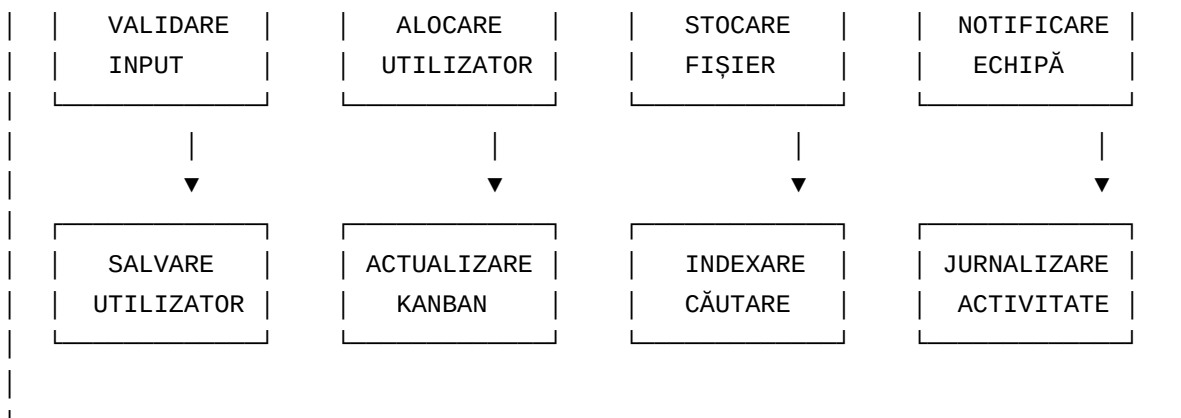 VALIDARE ALOCARE STOCARE NOTIFICARE
INPUT UTILIZATOR FIȘIER ECHIPĂ
SALVARE ACTUALIZARE INDEXARE JURNALIZARE
UTILIZATOR KANBAN CĂUTARE ACTIVITATE